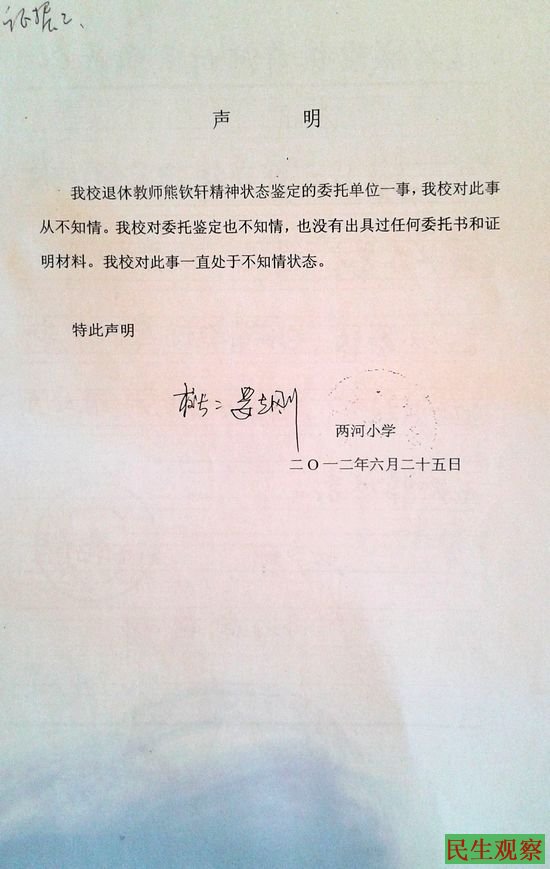 证据2、
声 明
我校退休教师熊钦轩精神状态鉴定的委托单位一事，我校对此事
从不知情。我校对委托鉴定也不知情，也没有出具过任何委托书和证
明材料。我校对此事一直处于不知情状态。
特此声明
校长：
两河小学
二O一二年六月二十五日
民生观察